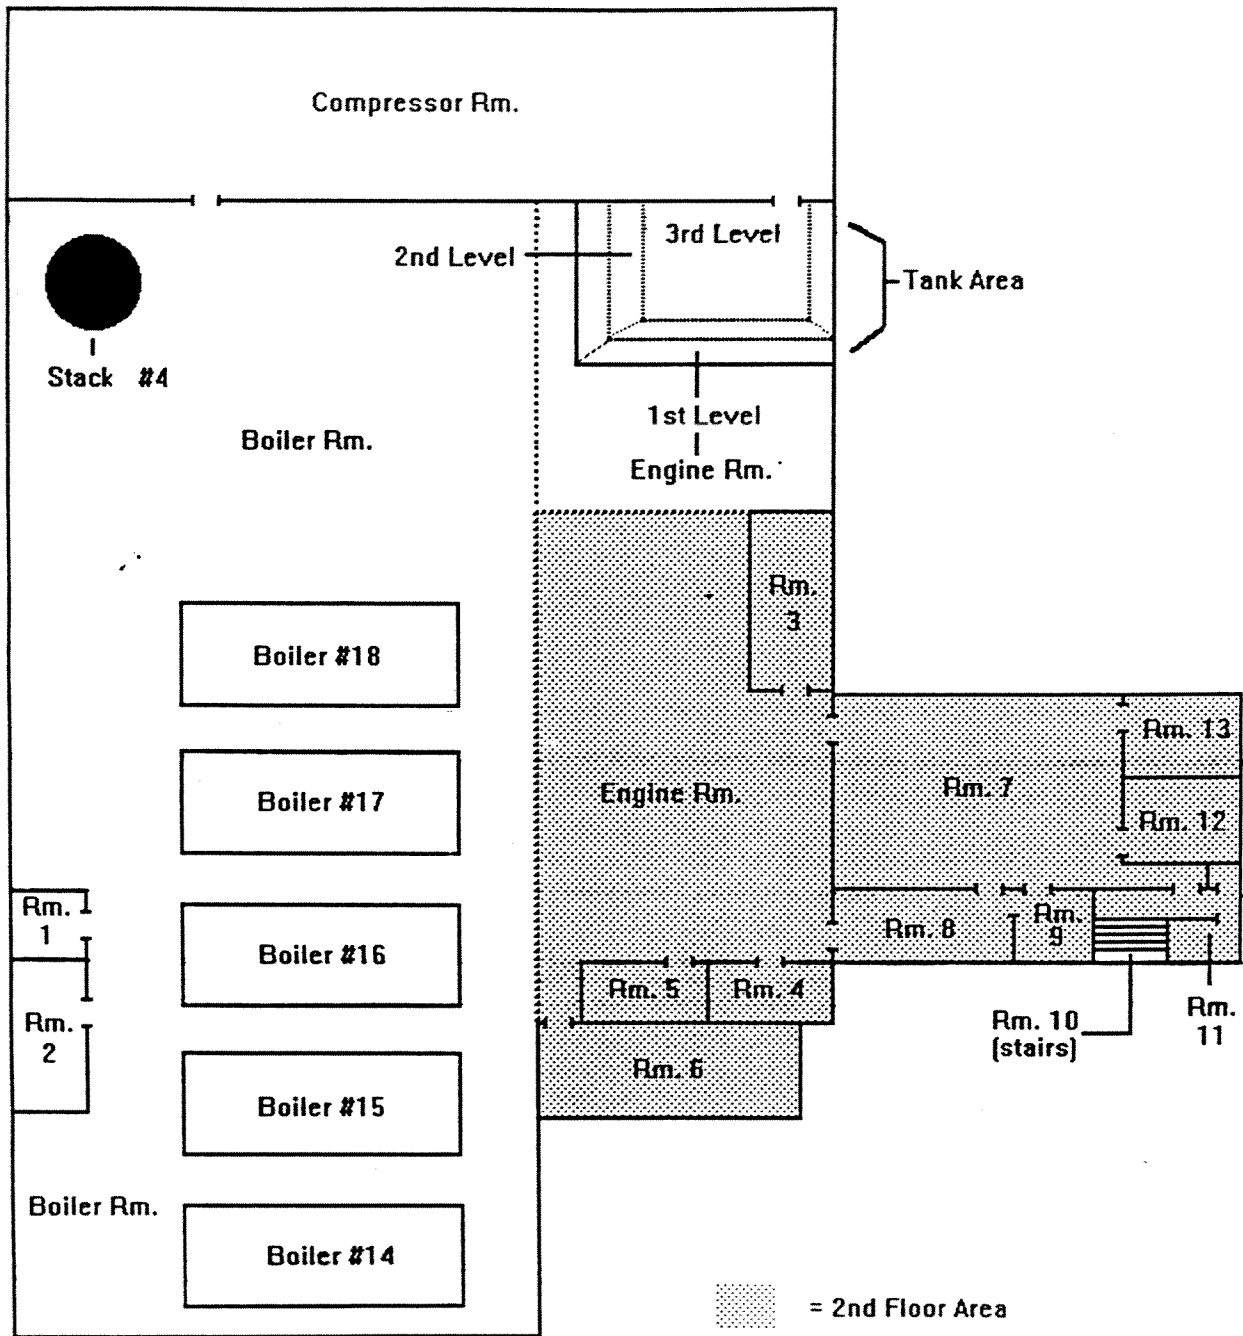 Compressor Rm.
3rd Level
2nd Level
Tank Area
Stack #4
1st Level
Boiler Rm.
Engine Rm.
Rm.
3
Boiler #18
Rm. 13
Boiler #17
Engine Rm.
Rm. 7
Rm. 12
Rm.
1
Rm. 8
Rm.
9
Boiler #16
Rm. 5
Rm. 4
Rm.
2
Rm. 10
(stairs)
Rm.
11
Rm. 6
Boiler #15
Boiler Rm.
Boiler #14
= 2nd Floor Area